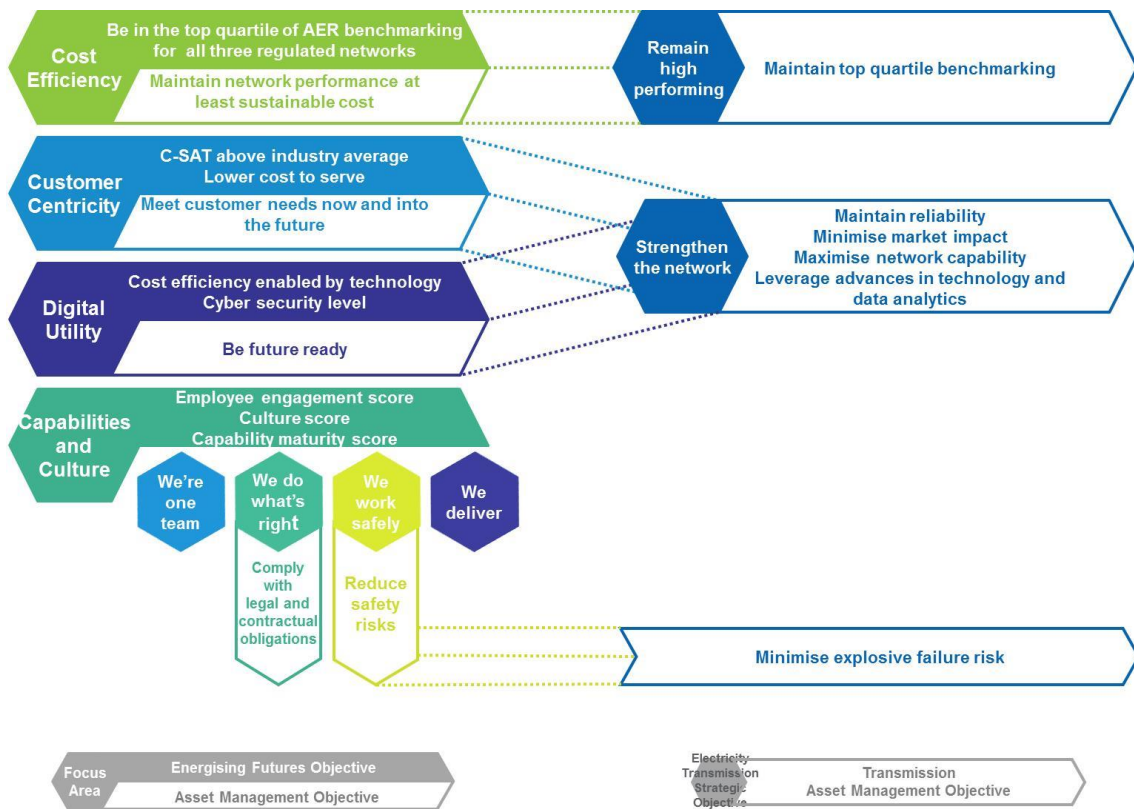 Cost
Efficiency
Be in the top quartile of AER benchmarking
for all three regulated networks
Maintain network performance at
least sustainable cost
Remain
high
performing
Maintain top quartile benchmarking
Customer
Centricity
C-SAT above industry average
Lower cost to serve
Meet customer needs now and into
the future
Strengthen
the network
Maintain reliability
Minimise market impact
Maximise network capability
Leverage advances in technology and
data analytics
Digital
Utility
Cost efficiency enabled by technology
Cyber security level
Be future ready
Capabilities
and
Culture
Employee engagement score
Culture score
Capability maturity score
We're
one
team
We do
what's
right
We
work
safely
We
deliver
Comply
with
legal and
contractual
obligations
Reduce
safety
risks
Minimise explosive failure risk
Focus
Area
Energising Futures Objective
Asset Management Objective
Electricity
Transmission
Strategic
Objective
Transmission
Asset Management Objective